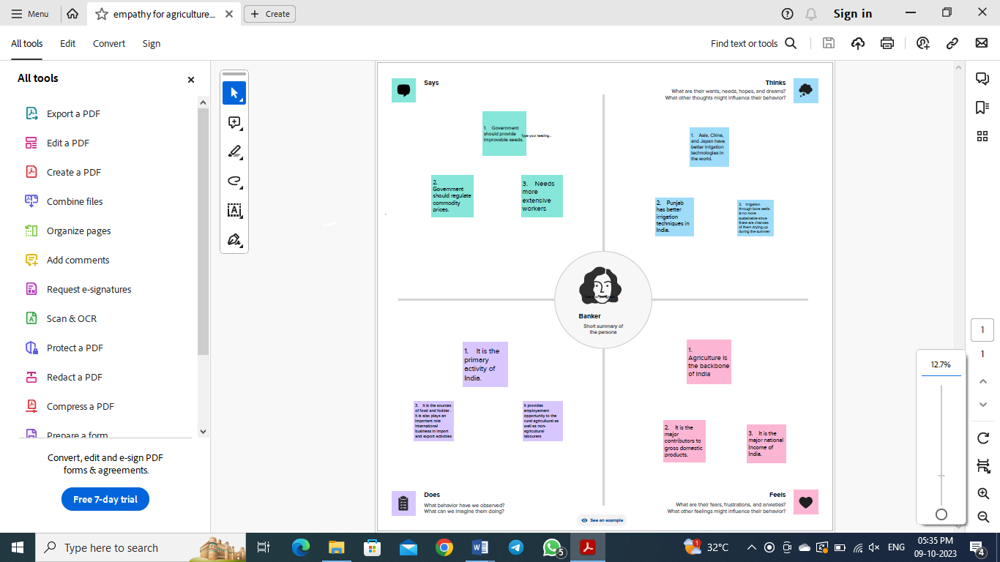 Menu
empathy for agriculture....
Create
Sign in
All tools
Edit
Convert
Sign
Find text or tools
All tools
Export a PDF
Edit a PDF
Create a PDF
Combine files
Organize pages
Add comments
Request e-signatures
Scan & OCR
Protect a PDF
Redact a PDF
Compress a PDF
Prepare a form
Convert, edit and e-sign PDF
forms & agreements.
Free 7-day trial
Says
1. Government
should provide
improvable seeds.
Type your heading...
2.
Government
should regulate
commodity
prices.
3. Needs
more
extensive
workers
Thinks
What are their wants, needs, hopes, and dreams?
What other thoughts might influence their behavior?
1. Asia, China,
and Japan have
better irrigation
technologies in
the world.
2. Punjab
has better
irrigation
techniques in
India.
3. Irrigation
through bore wells
is no more
sustainable since
there are chances
of them drying up
during the summer
Banker
Short summary of
the persona
1. It is the
primary
activity of
India.
3. It is the sources
of food and fodder.
It is also plays an
important role
international
business in import
and export activities
It provides
employement
opportunity to the
rural agricultural as
well as non-
agricultural
labourers
Does
What behavior have we observed?
What can we imagine them doing?
1.
Agriculture is
the backbone
of India
2. It is the
major
contributors to
gross domestic
products.
3. It is the
major national
Income of
India.
Feels
What are their fears, frustrations, and anxieties?
What other feelings might influence their behavior?
See an example
1
1
12.7%
Type here to search
5
1
32°C
ENG
05:35 PM
09-10-2023
4